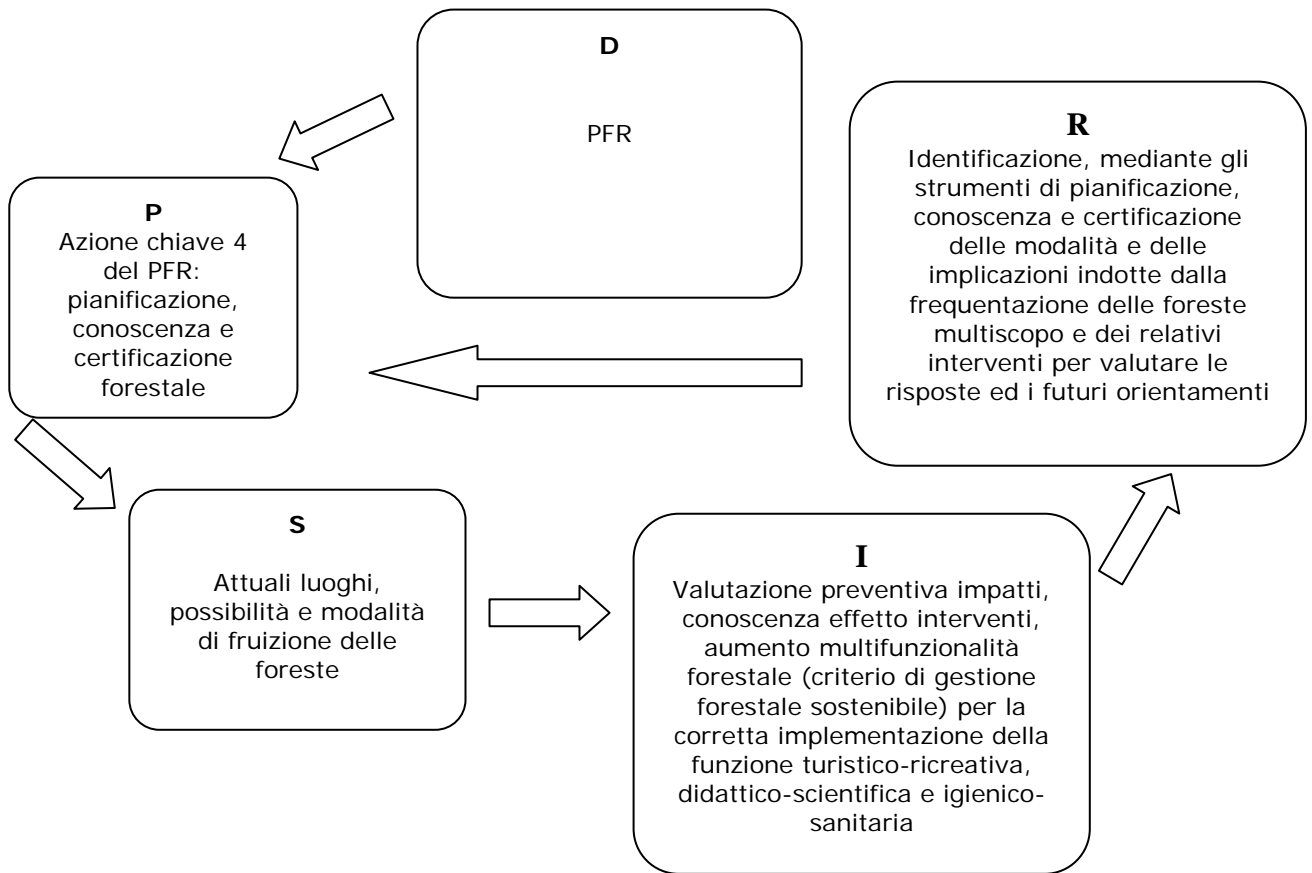 D
PFR
P
Azione chiave 4
del PFR:
pianificazione,
conoscenza e
certificazione
forestale
S
Attuali luoghi,
possibilità e modalità
di fruizione delle
foreste
I
Valutazione preventiva impatti,
conoscenza effetto interventi,
aumento multifunzionalità
forestale (criterio di gestione
forestale sostenibile) per la
corretta implementazione della
funzione turistico-ricreativa,
didattico-scientifica e igienico-
sanitaria
R
Identificazione, mediante gli
strumenti di pianificazione,
conoscenza e certificazione
delle modalità e delle
implicazioni indotte dalla
frequentazione delle foreste
multiscopo e dei relativi
interventi per valutare le
risposte ed i futuri orientamenti